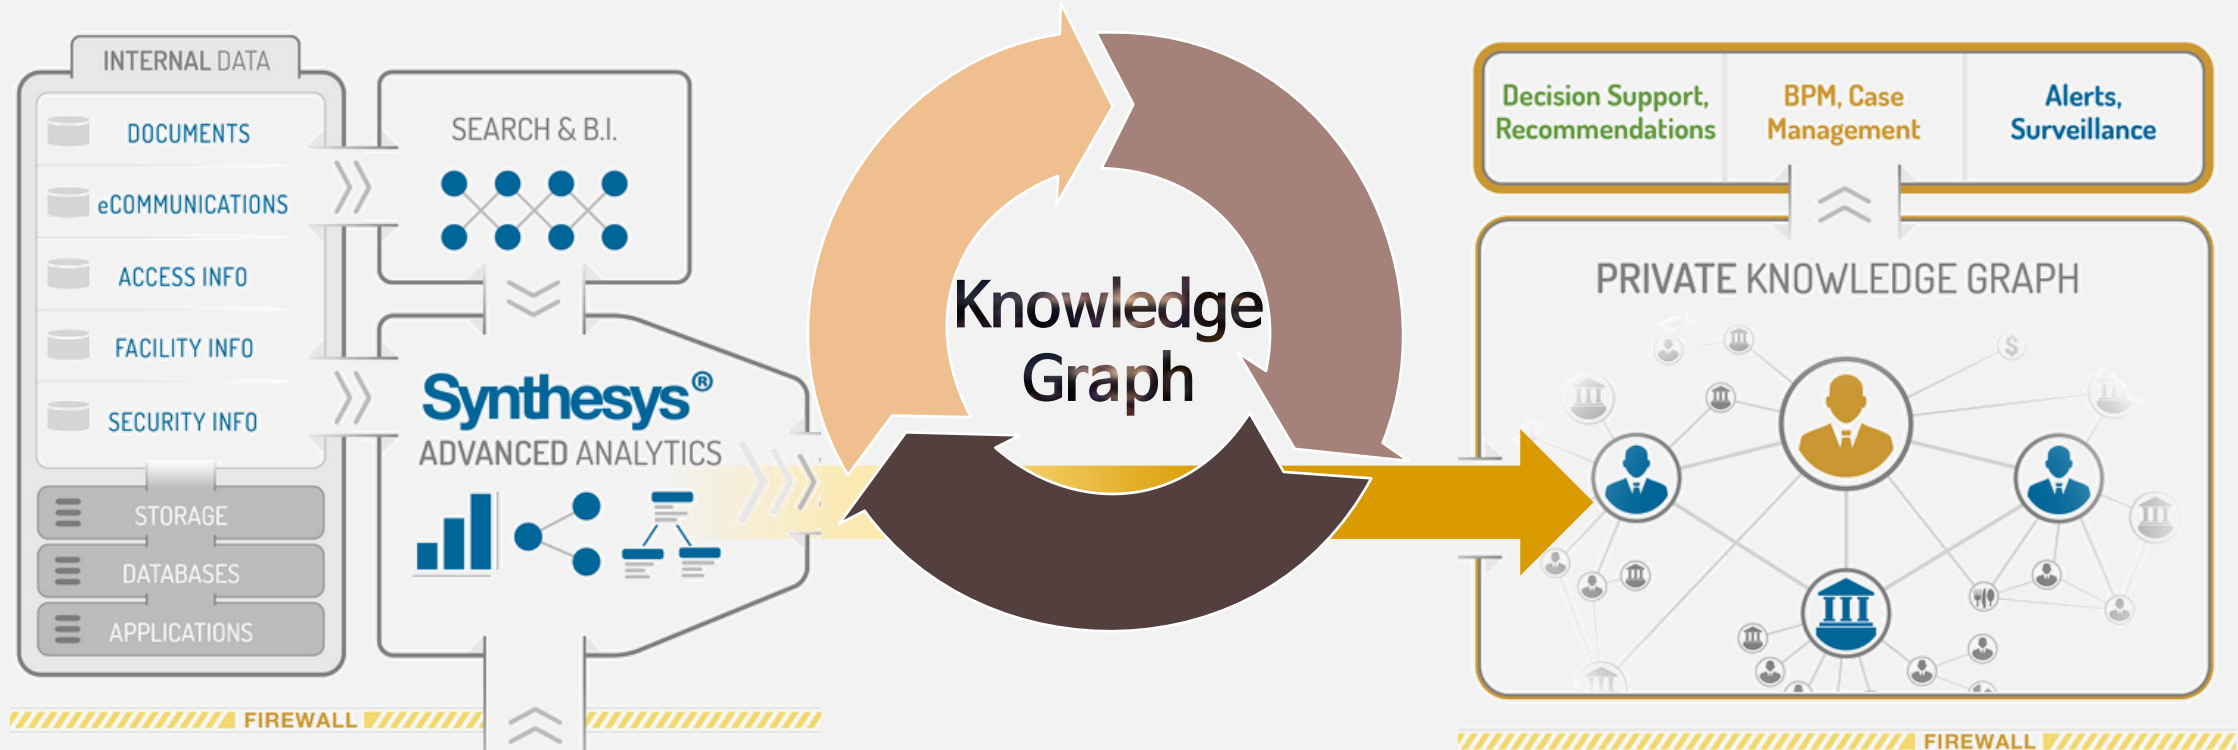 INTERNAL DATA
DOCUMENTS
eCOMMUNICATIONS
ACCESS INFO
FACILITY INFO
SECURITY INFO
STORAGE
DATABASES
APPLICATIONS
SEARCH & B.I.
Synthesys®
ADVANCED ANALYTICS
FIREWALL
Knowledge
Graph
Decision Support,
Recommendations
BPM, Case
Management
Alerts,
Surveillance
PRIVATE KNOWLEDGE GRAPH
$
FIREWALL